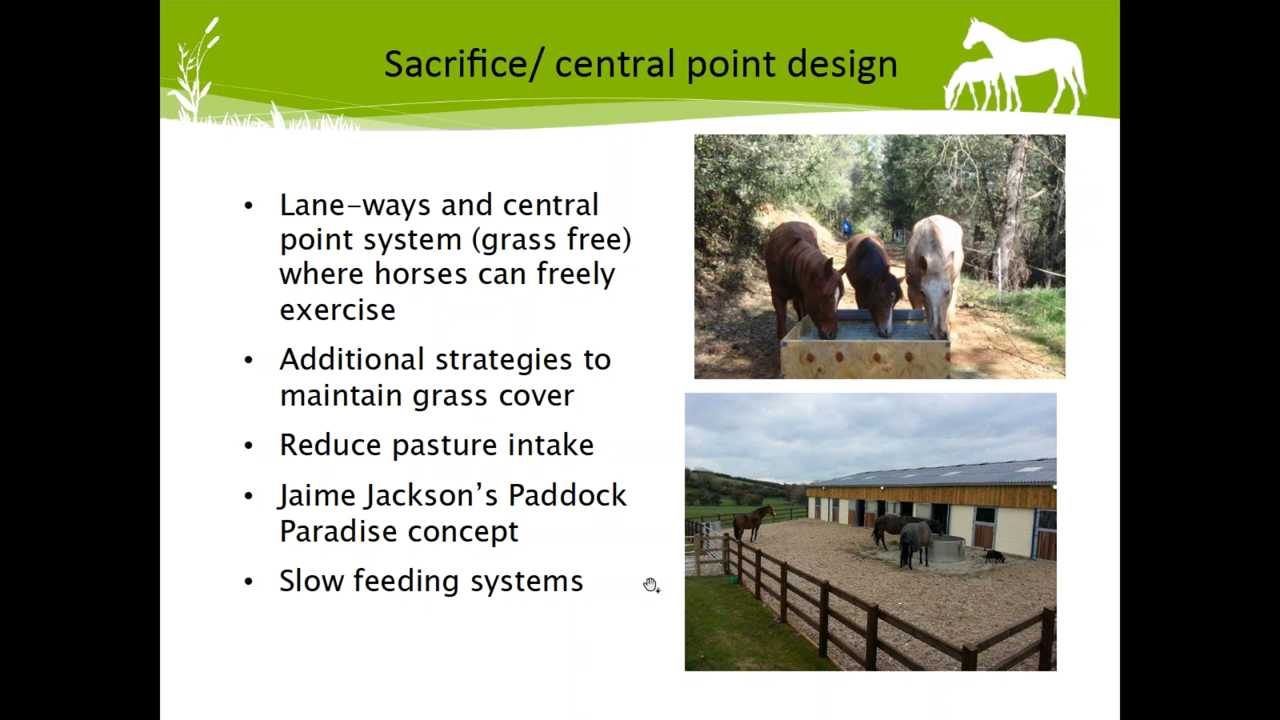 Sacrifice/ central point design
• Lane-ways and central
point system (grass free)
where horses can freely
exercise
• Additional strategies to
maintain grass cover
• Reduce pasture intake
• Jaime Jackson’s Paddock
Paradise concept
• Slow feeding systems